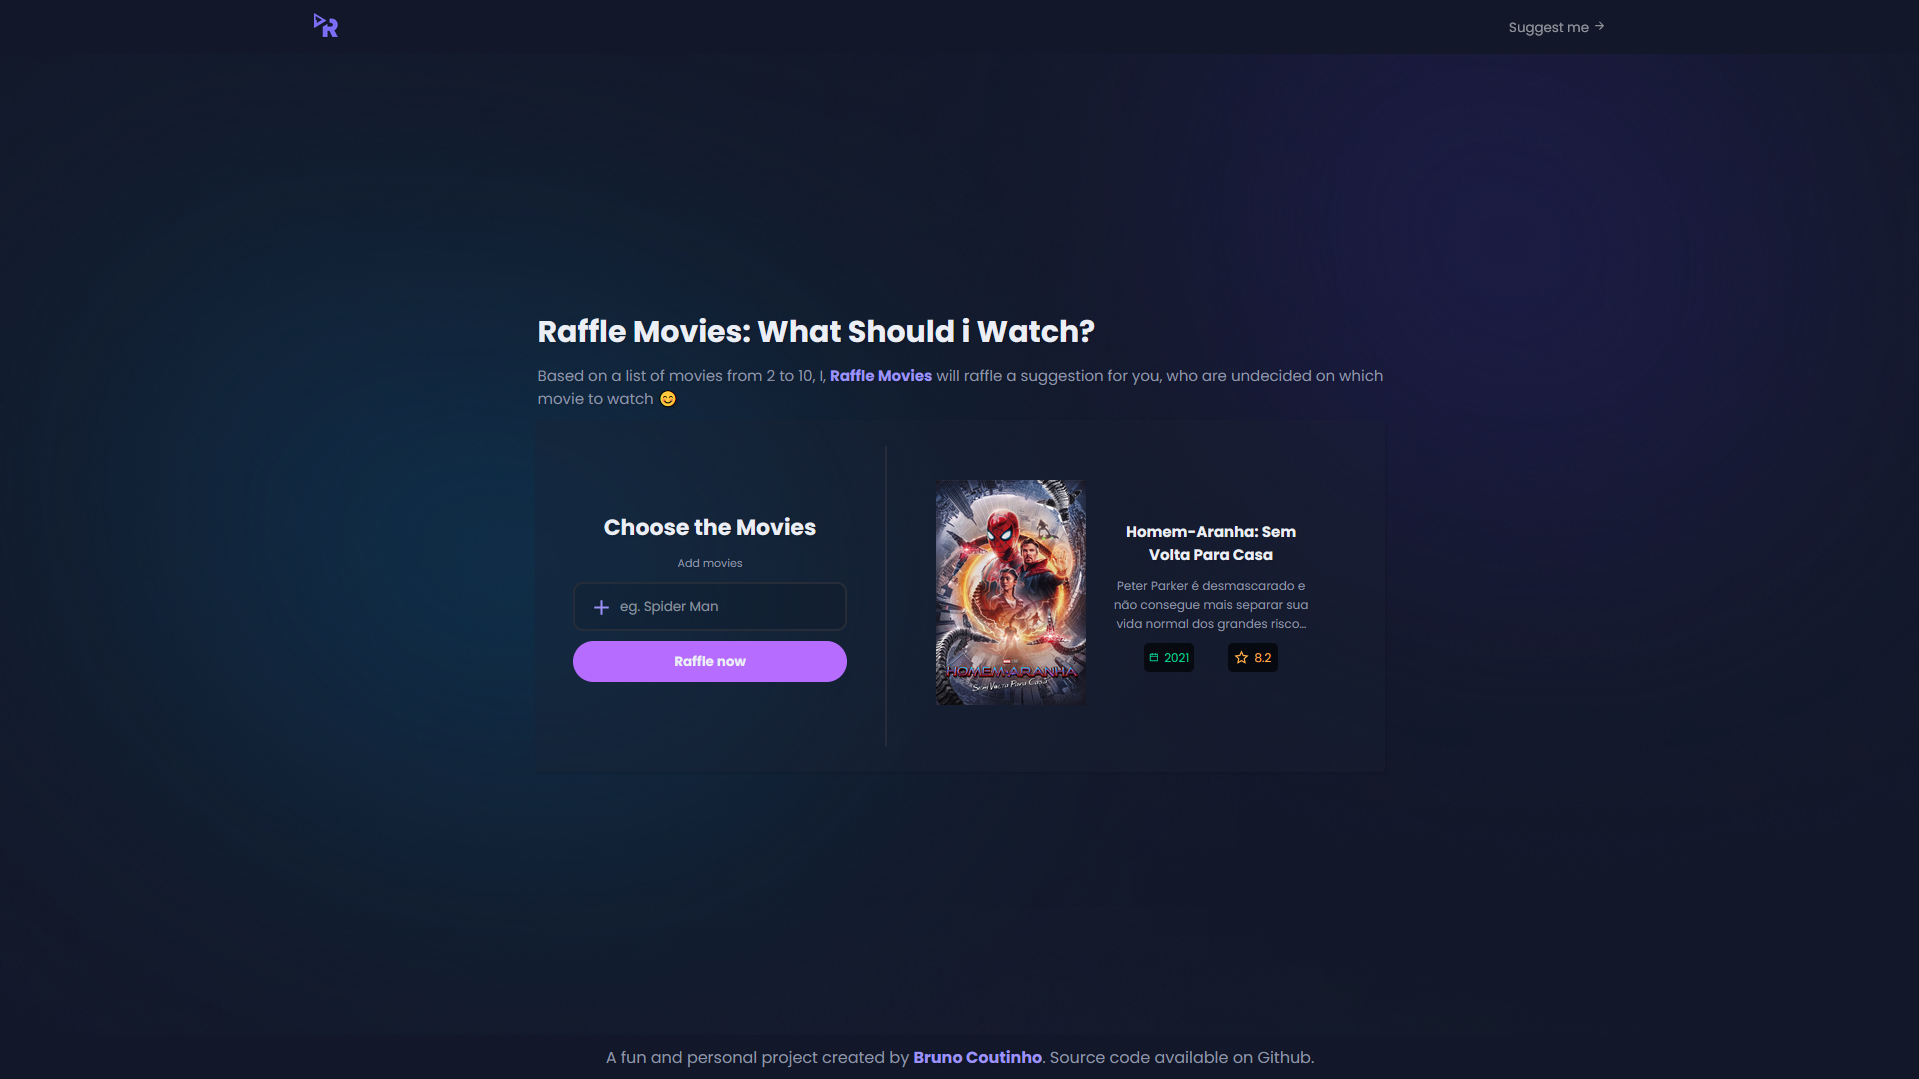 R
Suggest me →
Raffle Movies: What Should i Watch?
Based on a list of movies from 2 to 10, I, Raffle Movies will raffle a suggestion for you, who are undecided on which
movie to watch 😊
Choose the Movies
Add movies
eg. Spider Man
Raffle now
HOMEM-ARANHA
Sem Volta Para Casa
Homem-Aranha: Sem
Volta Para Casa
Peter Parker é desmascarado e
não consegue mais separar sua
vida normal dos grandes risco...
2021
8.2
A fun and personal project created by Bruno Coutinho. Source code available on Github.